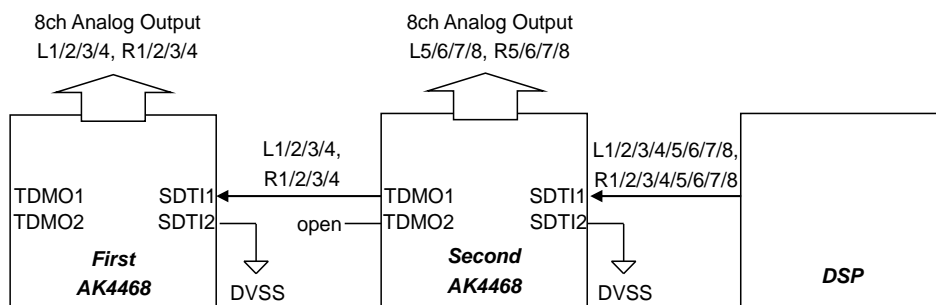 8ch Analog Output
L1/2/3/4, R1/2/3/4
8ch Analog Output
L5/6/7/8, R5/6/7/8
L1/2/3/4,
R1/2/3/4
L1/2/3/4/5/6/7/8,
R1/2/3/4/5/6/7/8
TDMO1
SDTI1
TDMO1
SDTI1
TDMO2
SDTI2
open
TDMO2
SDTI2
First
AK4468
DVSS
Second
AK4468
DVSS
DSP